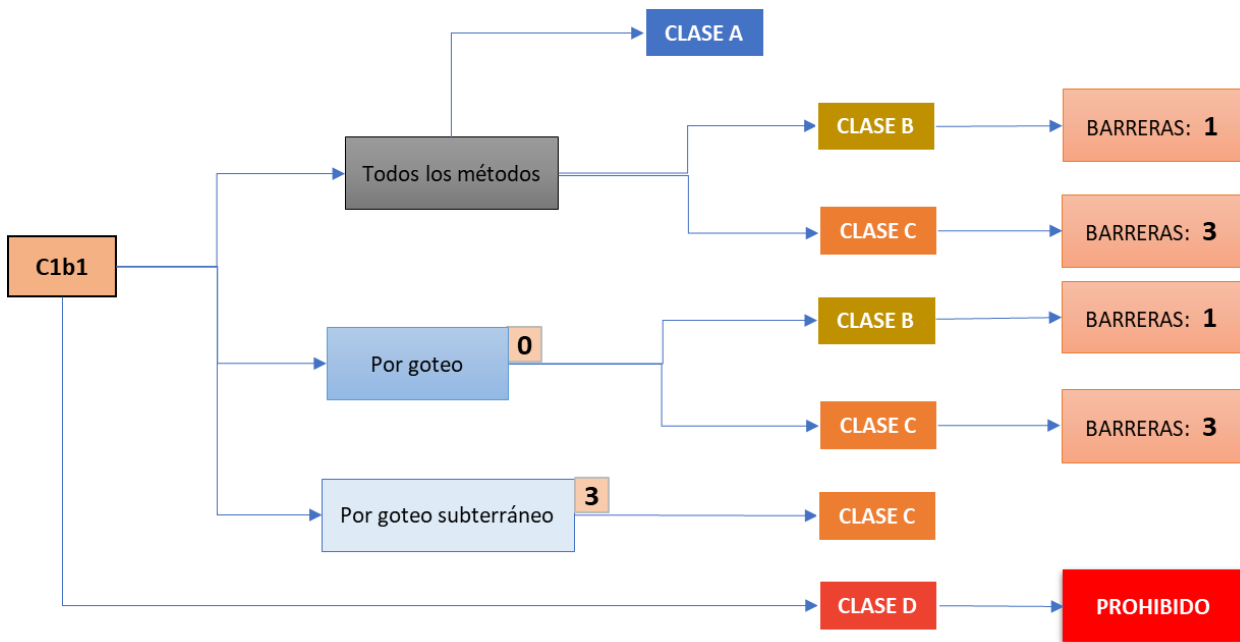 CLASE A
CLASE B
BARRERAS: 1
Todos los métodos
CLASE C
BARRERAS: 3
C1b1
CLASE B
BARRERAS: 1
Por goteo
0
CLASE C
BARRERAS: 3
Por goteo subterráneo
3
CLASE C
CLASE D
PROHIBIDO